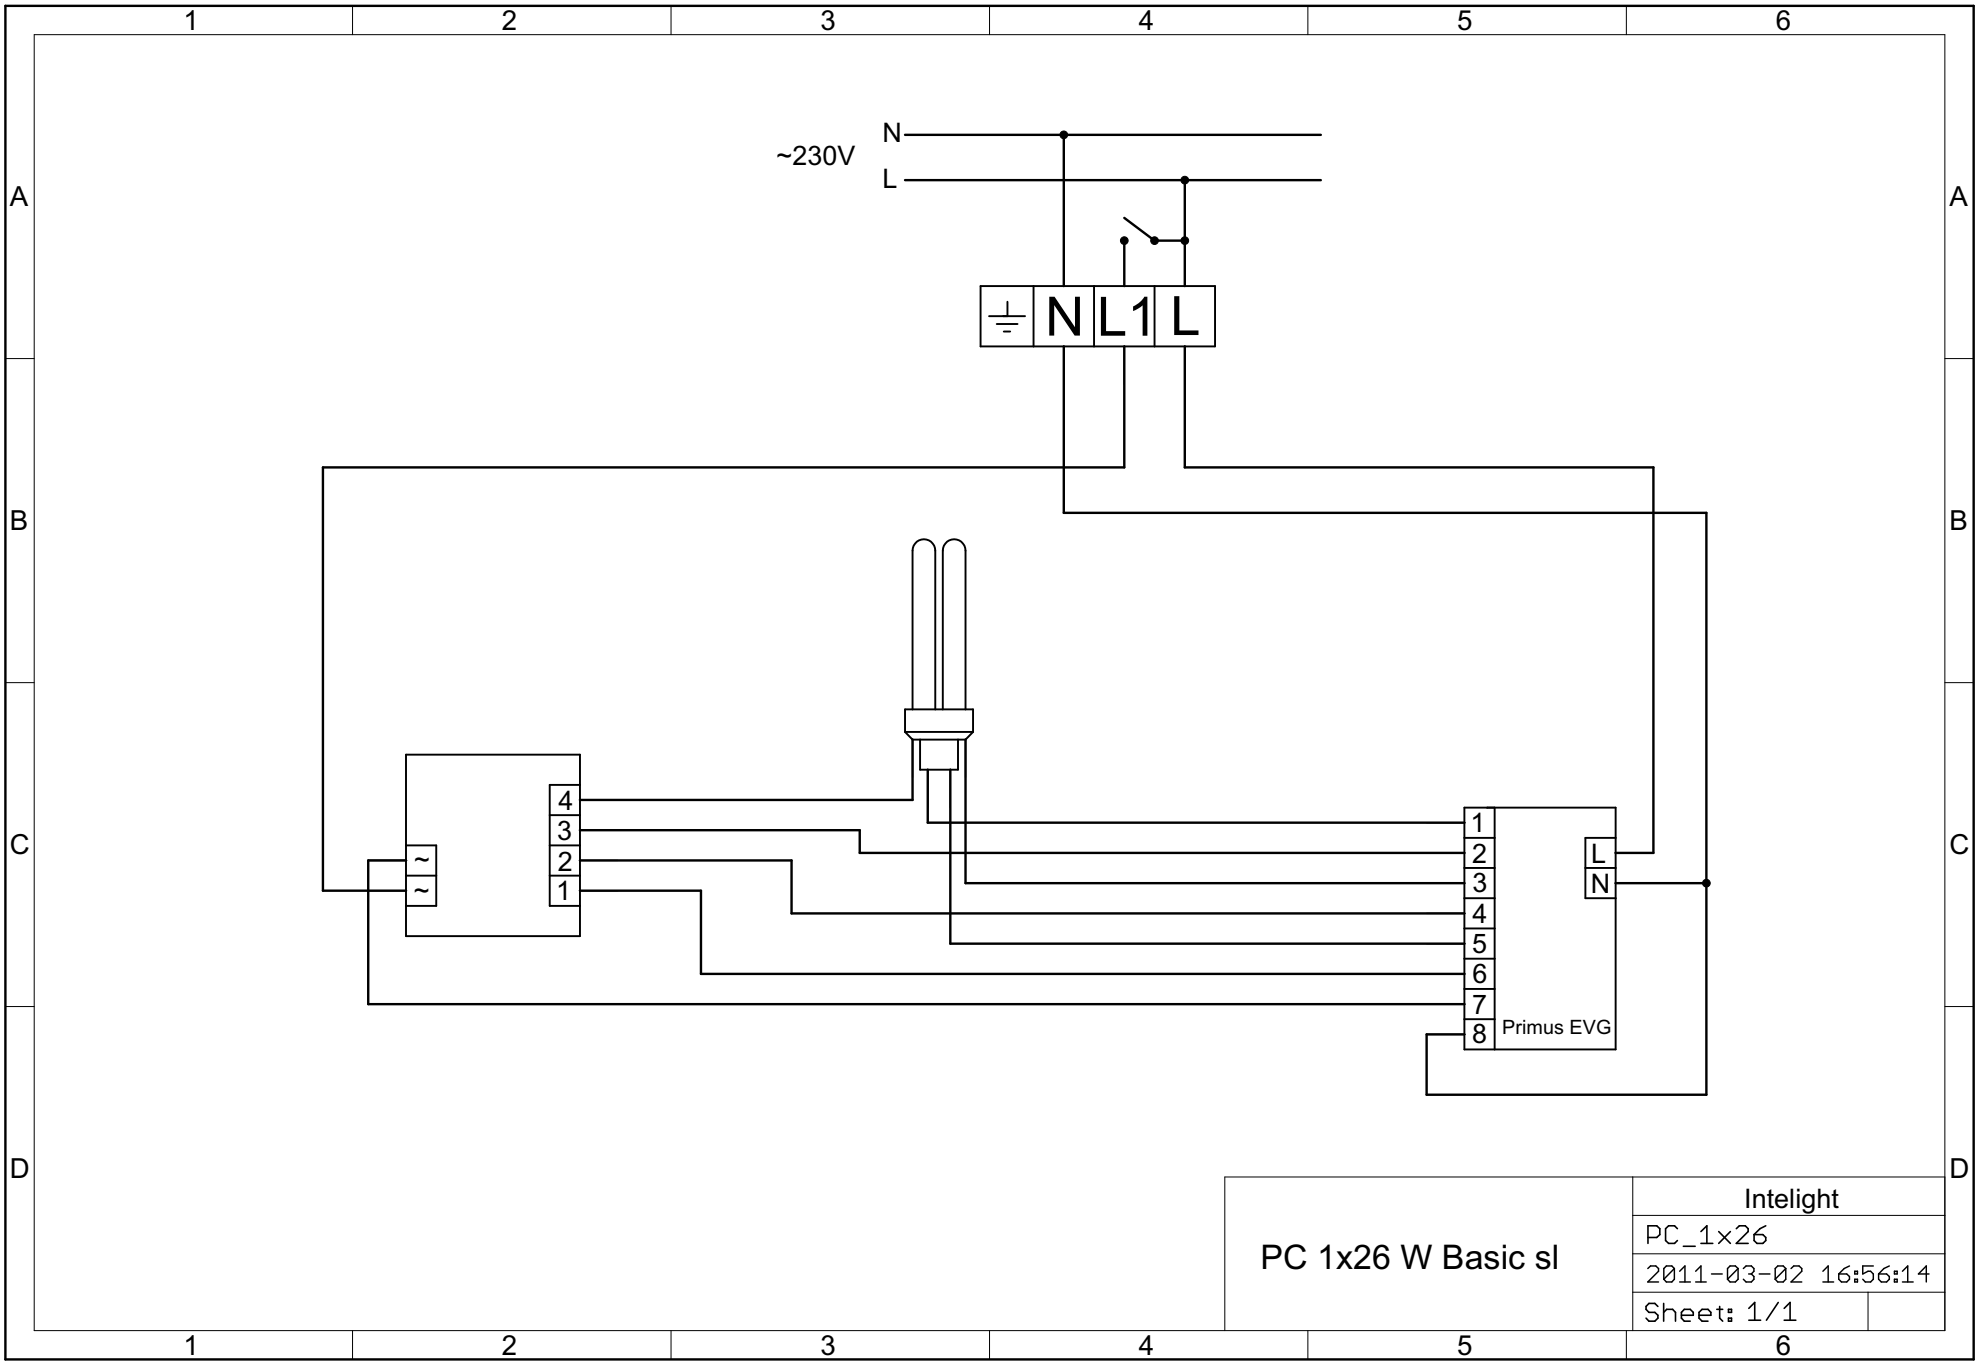 1 2 3 4 5 6
N
~230V
L
A A
N L1 L
B B
4
3
2
1
~
~
C C
1
2
3
4
5
6
7
8
L
N
Primus EVG
D D
Intelight
PC_1x26
PC 1x26 W Basic sl
2011-03-02 16:56:14
Sheet: 1/1
1 2 3 4 5 6